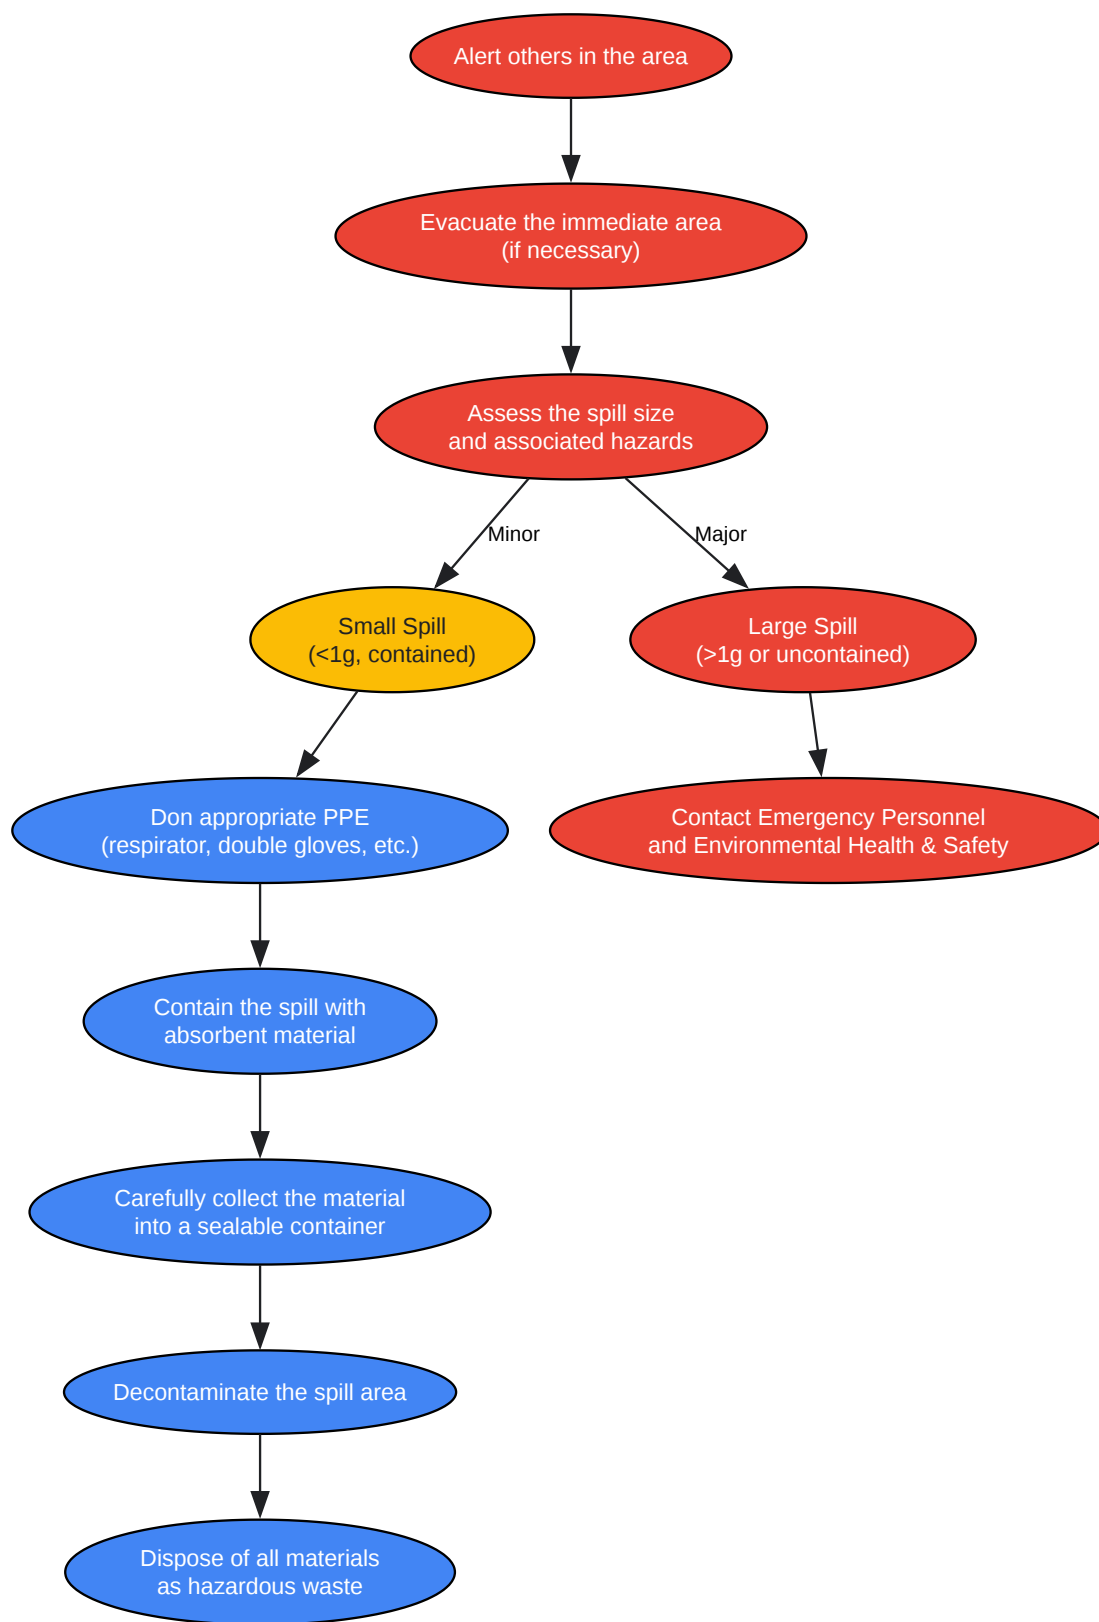 Alert others in the area
Evacuate the immediate area
(if necessary)
Assess the spill size
and associated hazards
Minor
Major
Small Spill
(<1g, contained)
Large Spill
(>1g or uncontained)
Don appropriate PPE
(respirator, double gloves, etc.)
Contact Emergency Personnel
and Environmental Health & Safety
Contain the spill with
absorbent material
Carefully collect the material
into a sealable container
Decontaminate the spill area
Dispose of all materials
as hazardous waste